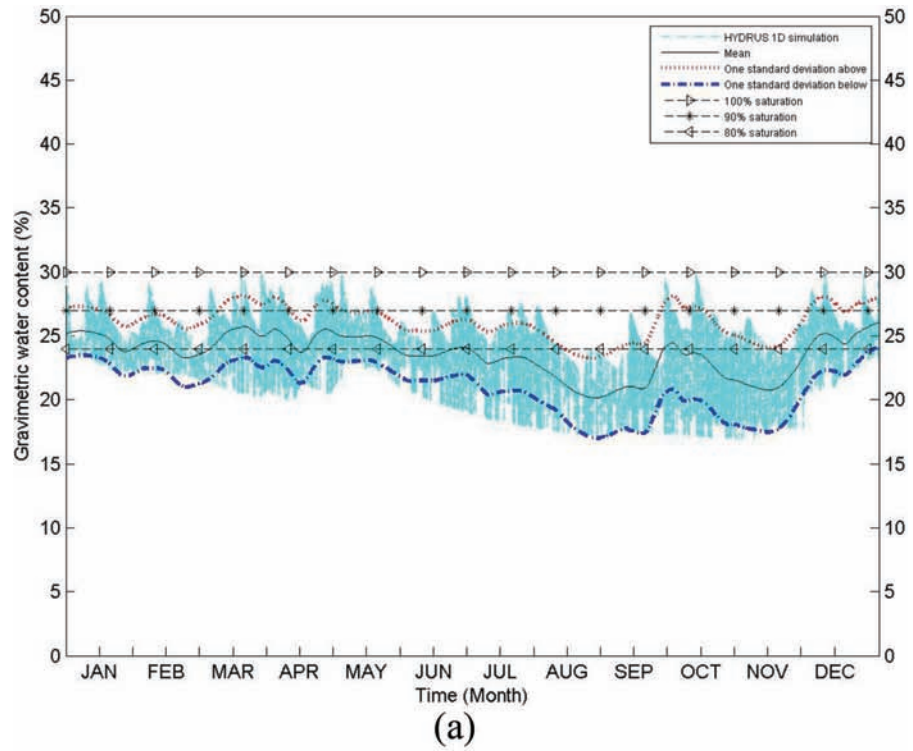 50
45
40
35
30
25
20
15
10
5
0
50
45
40
35
30
25
20
15
10
5
0
HYDRUS 1D simulation
Mean
One standard deviation above
One standard deviation below
100% saturation
90% saturation
80% saturation
Gravimetric water content (%)
JAN FEB MAR APR MAY JUN JUL AUG SEP OCT NOV DEC
Time (Month)
(a)